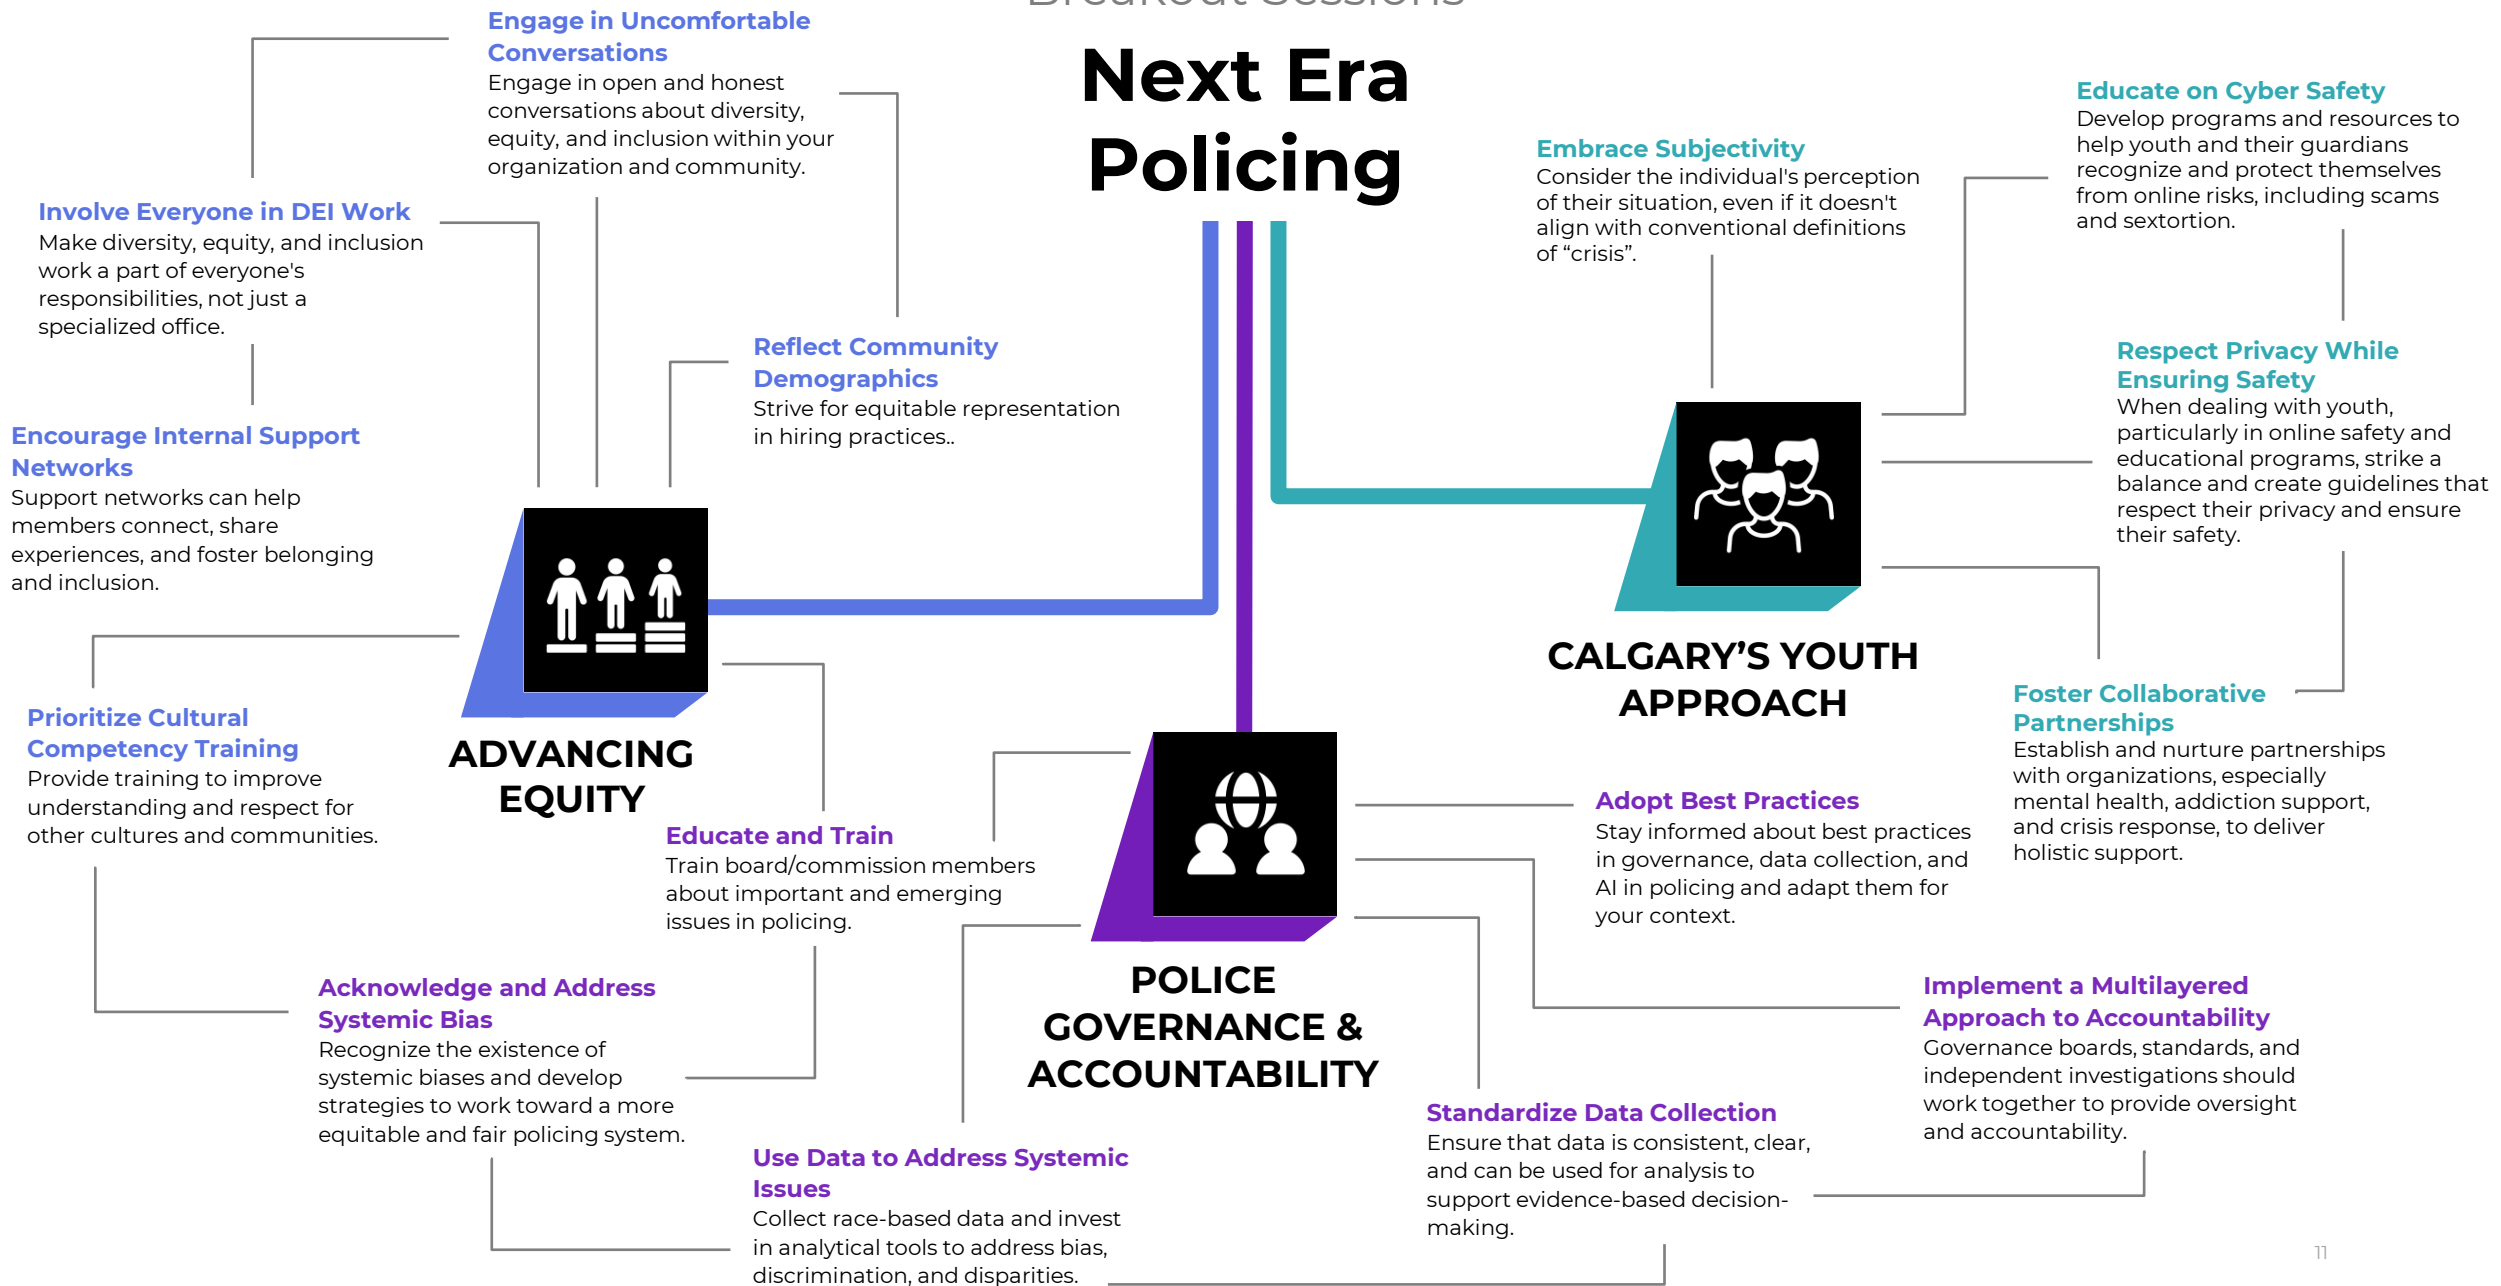 Breakout Sessions
Next Era
Policing
Engage in Uncomfortable
Conversations
Engage in open and honest
conversations about diversity,
equity, and inclusion within your
organization and community.
Involve Everyone in DEI Work
Make diversity, equity, and inclusion
work a part of everyone's
responsibilities, not just a
specialized office.
Reflect Community
Demographics
Strive for equitable representation
in hiring practices..
Encourage Internal Support
Networks
Support networks can help
members connect, share
experiences, and foster belonging
and inclusion.
ADVANCING
EQUITY
Prioritize Cultural
Competency Training
Provide training to improve
understanding and respect for
other cultures and communities.
Embrace Subjectivity
Consider the individual's perception
of their situation, even if it doesn't
align with conventional definitions
of “crisis”.
Educate on Cyber Safety
Develop programs and resources to
help youth and their guardians
recognize and protect themselves
from online risks, including scams
and sextortion.
Respect Privacy While
Ensuring Safety
When dealing with youth,
particularly in online safety and
educational programs, strike a
balance and create guidelines that
respect their privacy and ensure
their safety.
CALGARY’S YOUTH
APPROACH
Foster Collaborative
Partnerships
Establish and nurture partnerships
with organizations, especially
mental health, addiction support,
and crisis response, to deliver
holistic support.
Educate and Train
Train board/commission members
about important and emerging
issues in policing.
Adopt Best Practices
Stay informed about best practices
in governance, data collection, and
AI in policing and adapt them for
your context.
POLICE
GOVERNANCE &
ACCOUNTABILITY
Acknowledge and Address
Systemic Bias
Recognize the existence of
systemic biases and develop
strategies to work toward a more
equitable and fair policing system.
Implement a Multilayered
Approach to Accountability
Governance boards, standards, and
independent investigations should
work together to provide oversight
and accountability.
Use Data to Address Systemic
Issues
Collect race-based data and invest
in analytical tools to address bias,
discrimination, and disparities.
Standardize Data Collection
Ensure that data is consistent, clear,
and can be used for analysis to
support evidence-based decision-
making.
11